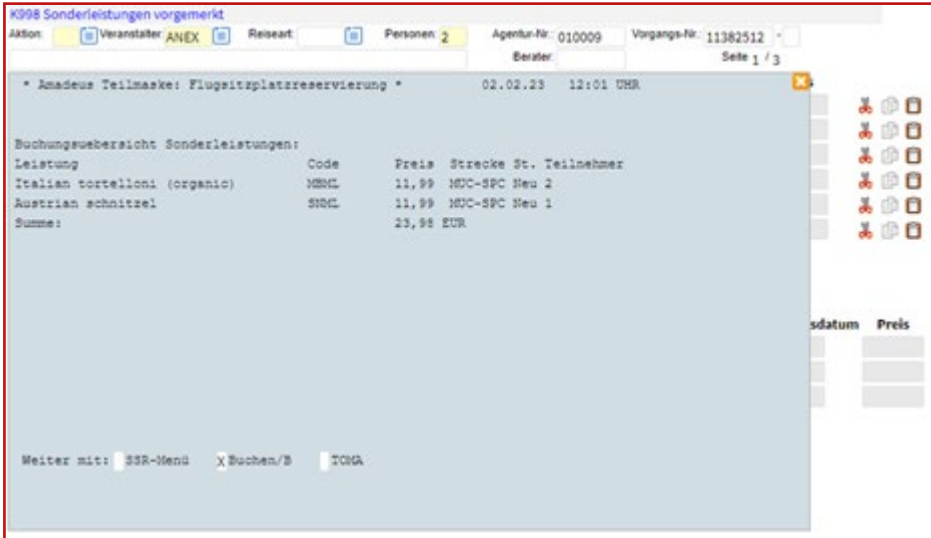 K998 Sonderleistungen vorgemerkt
Aktion: Veranstalter: ANEX Reiseart: Personen: 2 Agentur-Nr.: 010009 Vorgangs-Nr.: 11382512 -
Berater: Seite 1 / 3
* Amadeus Teilmaske: Flugsitzplatzreservierung * 02.02.23 12:01 UHR
Buchungsuebersicht Sonderleistungen:
Leistung Code Preis Strecke St. Teilnehmer
Italian tortelloni (organic) 11,99 MUC-SPC Neu 2
Austrian schnitzel 11,99 MUC-SPC Neu 1
Summe: 23,98 EUR
sdatum Preis
Weiter mit: SSR-Menü X Buchen/B TOMA